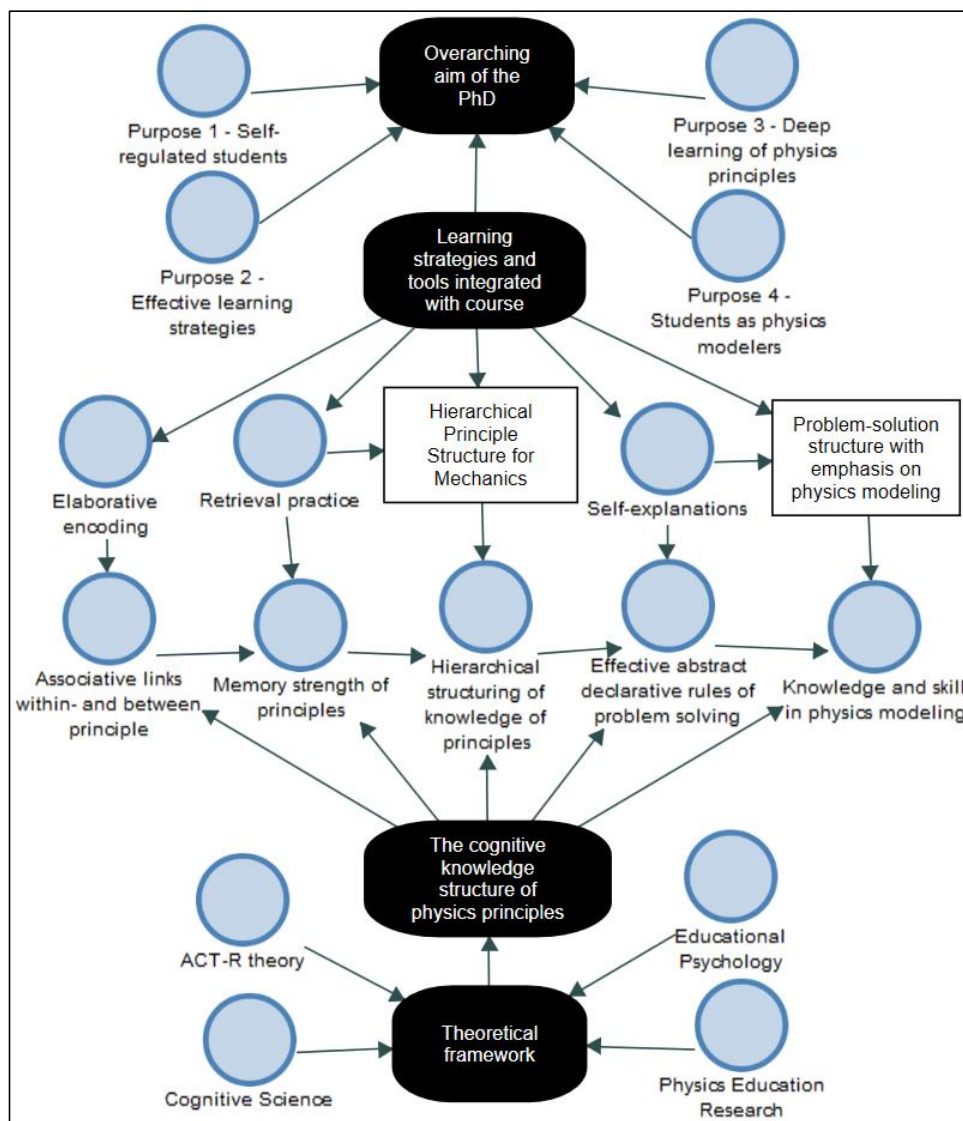 Overarching
aim of the
PhD
Purpose 1 - Self-
regulated students
Purpose 3 - Deep
learning of physics
principles
Purpose 2 -
Effective learning
strategies
Learning
strategies and
tools integrated
with course
Purpose 4 -
Students as physics
modelers
Elaborative
encoding
Retrieval practice
Hierarchical
Principle
Structure for
Mechanics
Self-explanations
Problem-solution
structure with
emphasis on
physics modeling
Associative links
within- and between
principle
Memory strength of
principles
Hierarchical
structuring of
knowledge of
principles
Effective abstract
declarative rules of
problem solving
Knowledge and skill
in physics modeling
The cognitive
knowledge
structure of
physics principles
ACT-R theory
Educational
Psychology
Theoretical
framework
Cognitive Science
Physics Education
Research